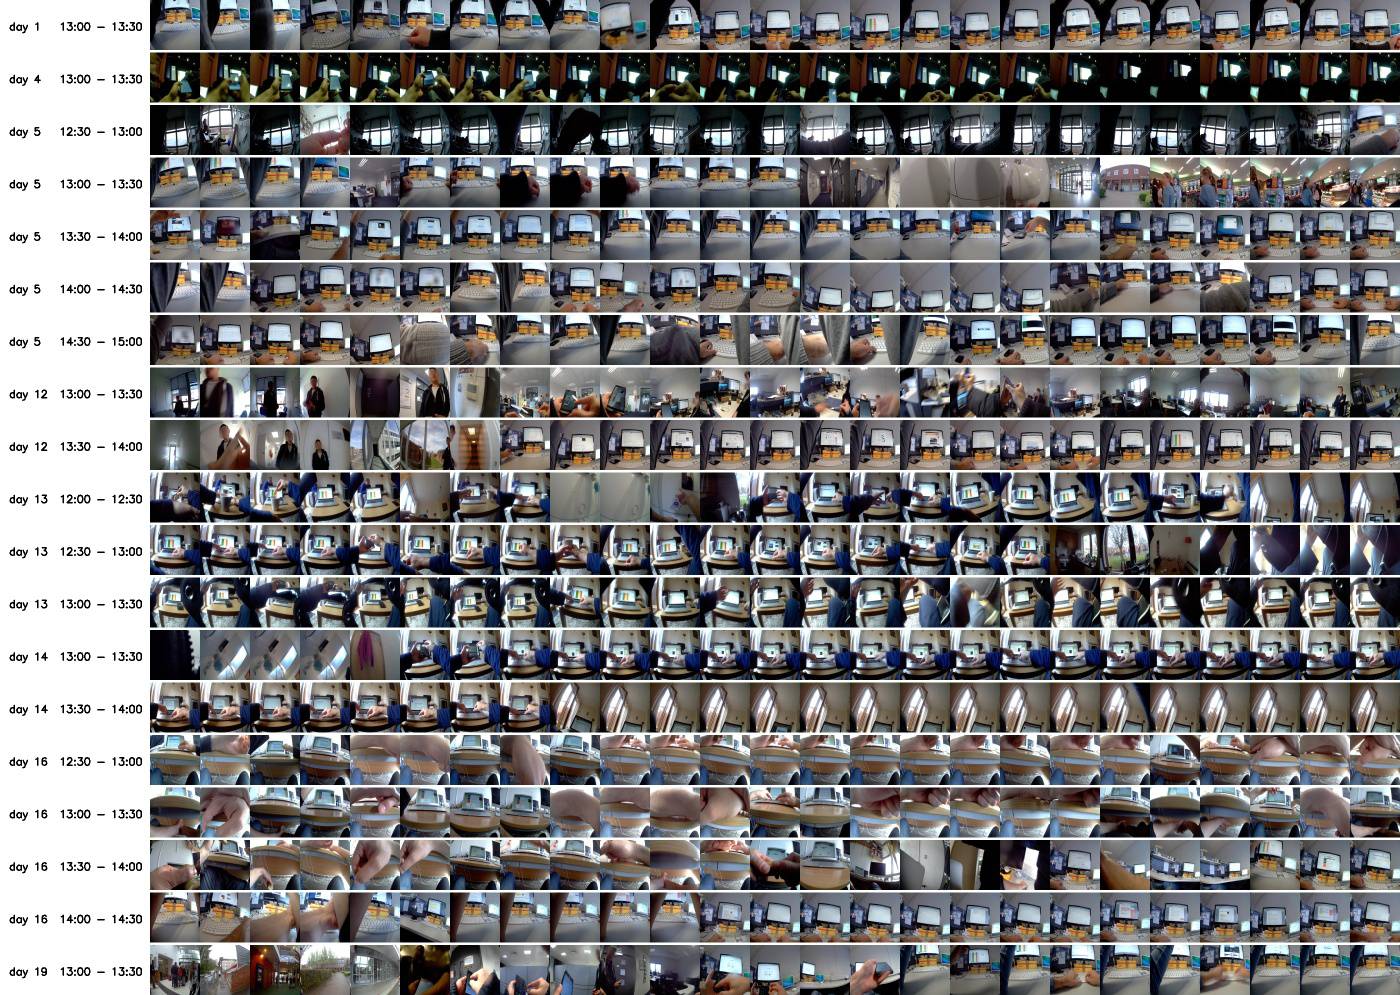 day 1 13:00 – 13:30
day 4 13:00 – 13:30
day 5 12:30 – 13:00
day 5 13:00 – 13:30
day 5 13:30 – 14:00
day 5 14:00 – 14:30
day 5 14:30 – 15:00
day 12 13:00 – 13:30
day 12 13:30 – 14:00
day 13 12:00 – 12:30
day 13 12:30 – 13:00
day 13 13:00 – 13:30
day 14 13:00 – 13:30
day 14 13:30 – 14:00
day 16 12:30 – 13:00
day 16 13:00 – 13:30
day 16 13:30 – 14:00
day 16 14:00 – 14:30
day 19 13:00 – 13:30